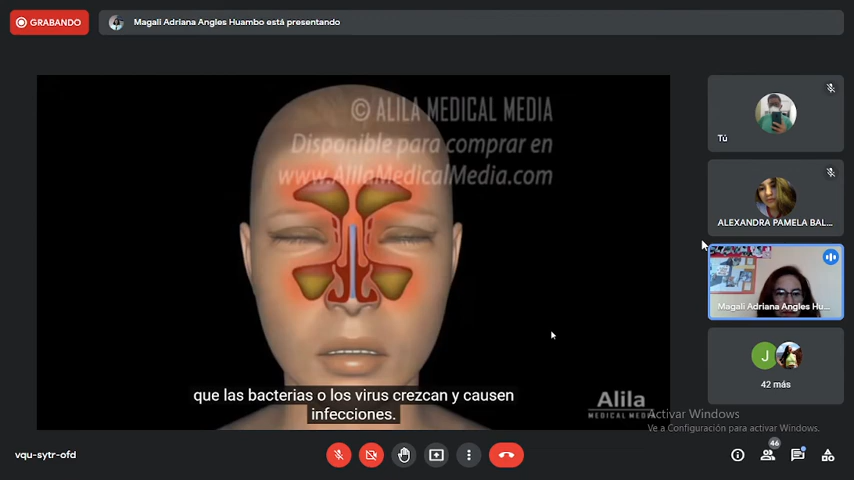 GRABANDO
Magali Adriana Angles Huambo está presentando
© ALILA MEDICAL MEDIA
Disponible para comprar en
www.AlilaMedicalMedia.com
Tú
ALEXANDRA PAMELA BAL...
Magali Adriana Angles Hu...
J
42 más
que las bacterias o los virus crezcan y causen
infecciones.
Alila
MEDICAL MEDIA
Activar Windows
Ve a Configuración para activar Windows.
vqu-sytr-ofd
46